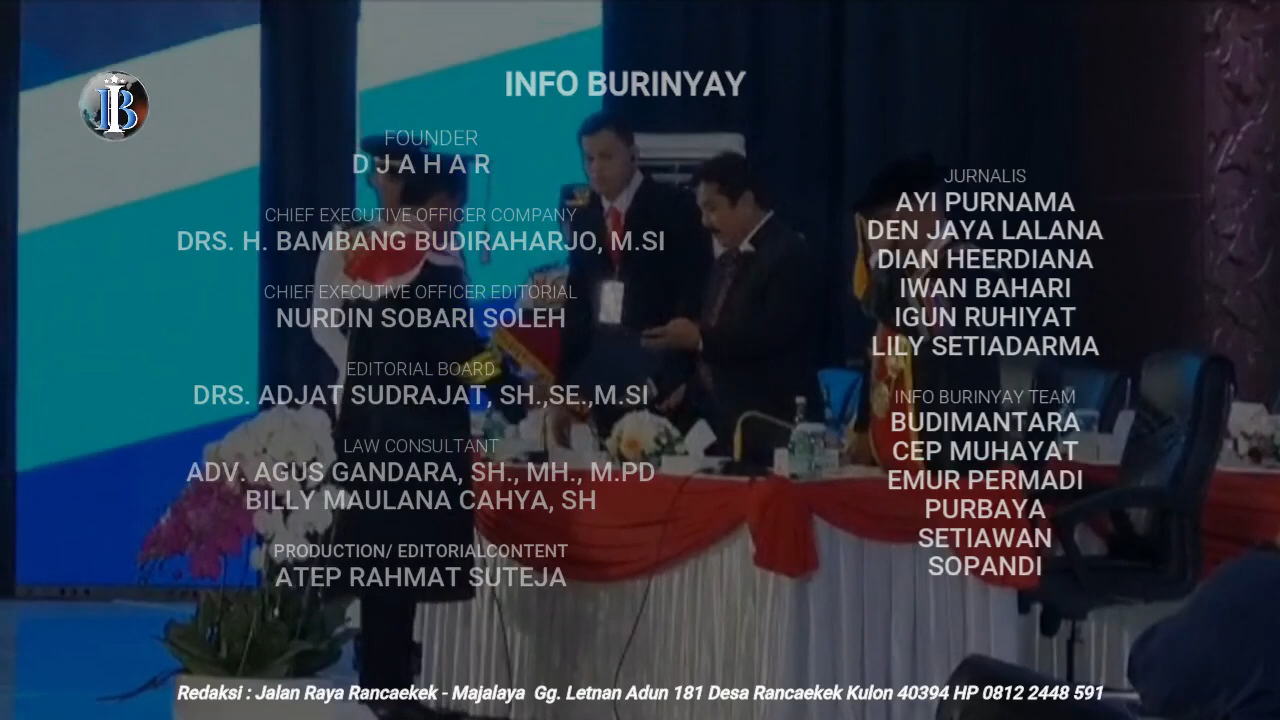 INFO BURINYAY
IB
FOUNDER
D J A H A R
CHIEF EXECUTIVE OFFICER COMPANY
DRS. H. BAMBANG BUDIRAHARJO, M.SI
CHIEF EXECUTIVE OFFICER EDITORIAL
NURDIN SOBARI SOLEH
EDITORIAL BOARD
DRS. ADJAT SUDRAJAT, SH.,SE.,M.SI
LAW CONSULTANT
ADV. AGUS GANDARA, SH., MH., M.PD
BILLY MAULANA CAHYA, SH
PRODUCTION/ EDITORIALCONTENT
ATEP RAHMAT SUTEJA
JURNALIS
AYI PURNAMA
DEN JAYA LALANA
DIAN HEERDIANA
IWAN BAHARI
IGUN RUHIYAT
LILY SETIADARMA
INFO BURINYAY TEAM
BUDIMANTARA
CEP MUHAYAT
EMUR PERMADI
PURBAYA
SETIAWAN
SOPANDI
Redaksi : Jalan Raya Rancaekek - Majalaya Gg. Letnan Adun 181 Desa Rancaekek Kulon 40394 HP 0812 2448 591